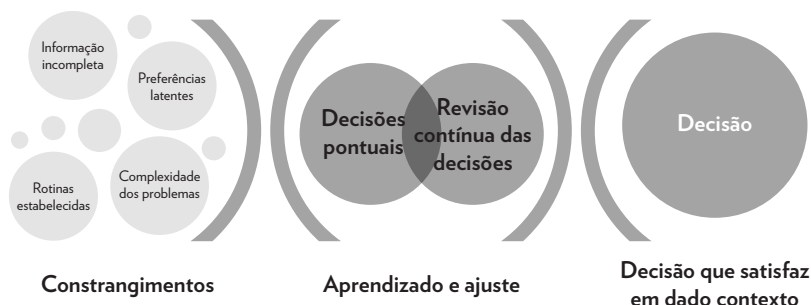 Informação
incompleta
Preferências
latentes
Rotinas
estabelecidas
Complexidade
dos problemas
Decisões
pontuais
Revisão
contínua das
decisões
Decisão
Constrangimentos
Aprendizado e ajuste
Decisão que satisfaz
em dado contexto